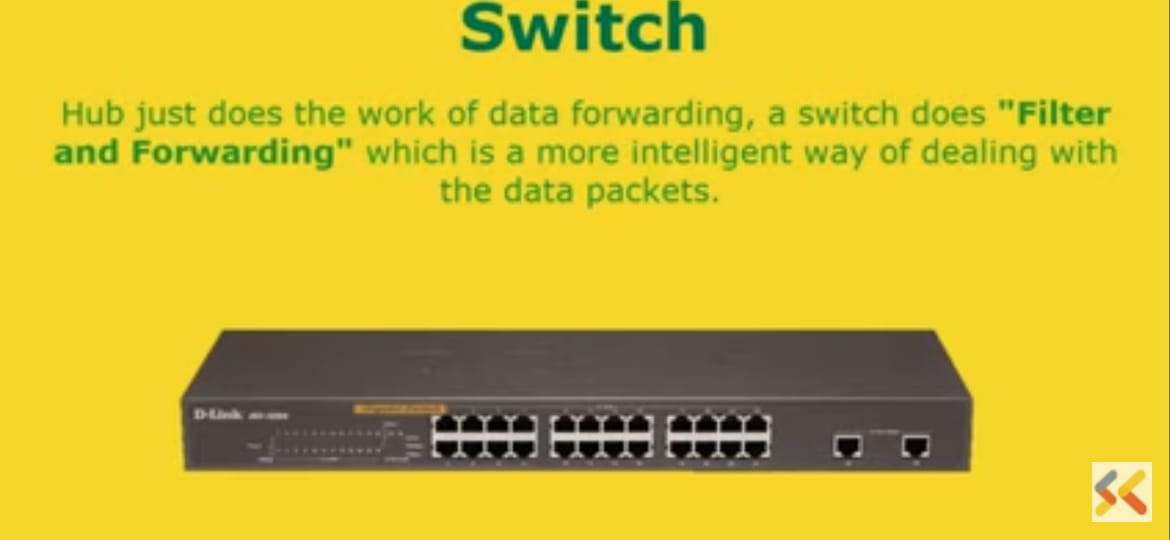 Switch
Hub just does the work of data forwarding, a switch does "Filter
and Forwarding" which is a more intelligent way of dealing with
the data packets.
D-Link